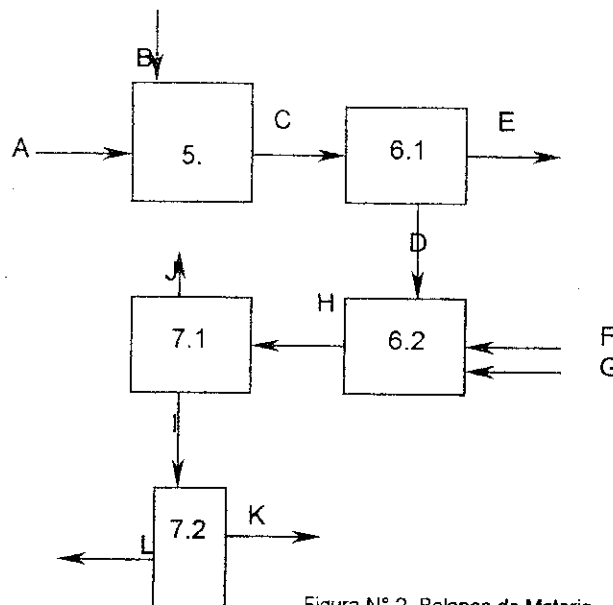 B
A
5.
C
6.1
E
D
J
7.1
H
6.2
F
G
I
7.2
K
L
Figura N° 2 Balance de Materia